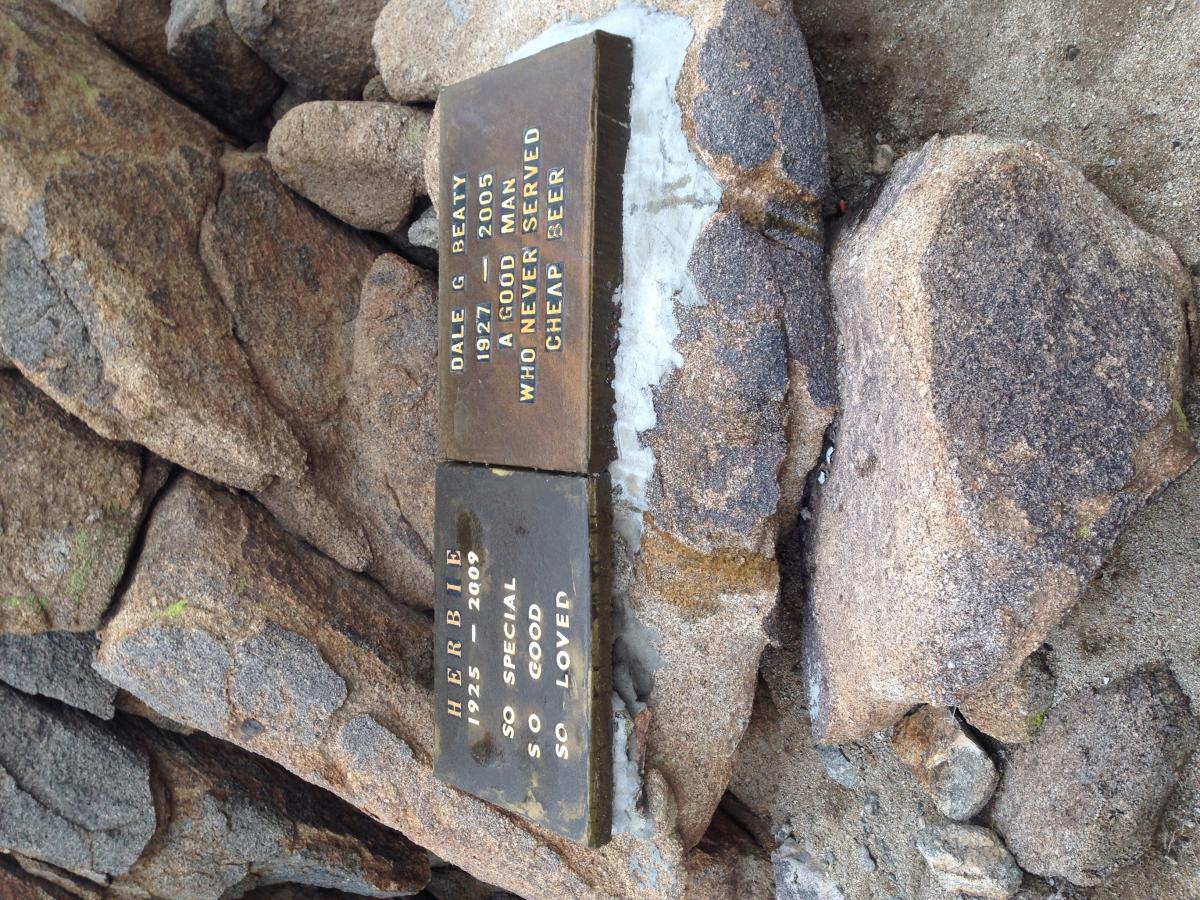 HERBIE
1925 — 2009
SO SPECIAL
SO GOOD
SO LOVED
DALE G BEATY
1927 — 2005
A GOOD MAN
WHO NEVER SERVED
CHEAP BEER